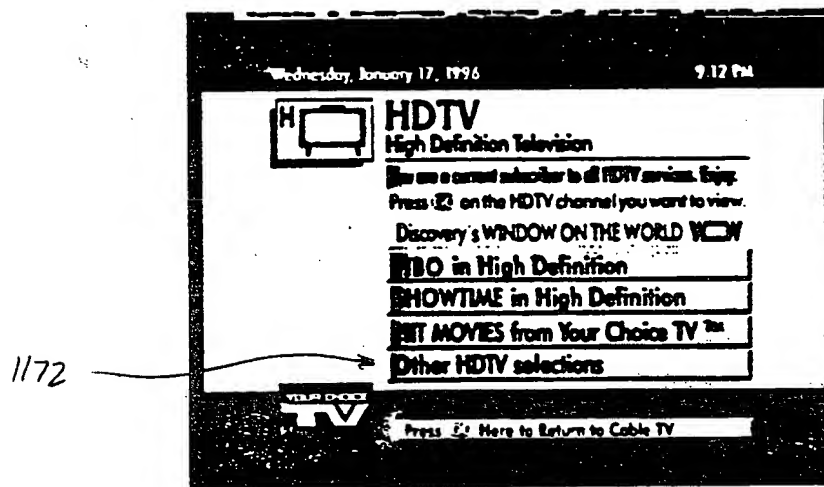 Wednesday, January 17, 1996 9:12 PM
H
HDTV
High Definition Television
You are a current subscriber to all HDTV services. Enjoy.
Press on the HDTV channel you want to view.
Discovery's WINDOW ON THE WORLD WOW
HBO in High Definition
SHOWTIME in High Definition
HIT MOVIES from Your Choice TV
Other HDTV selections
1172
YOUR CHOICE
TV
Press Here to Return to Cable TV